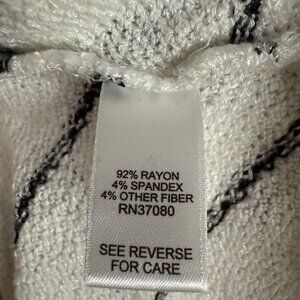 92% RAYON
4% SPANDEX
4% OTHER FIBER
RN37080
SEE REVERSE
FOR CARE